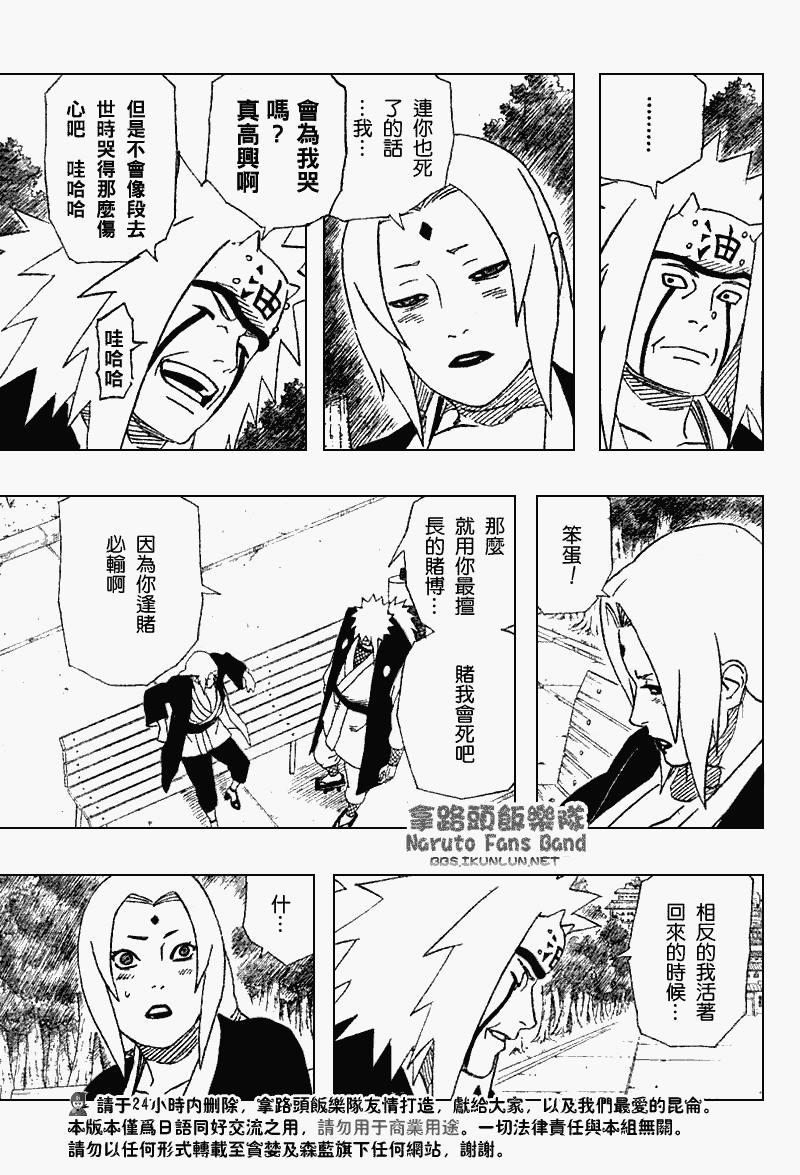 ………
油
連你也死
了的話
…我…
會為我哭
嗎？
真高興啊
但是不會像段去
世時哭得那麼傷
心吧　哇哈哈
哇哈哈
油
笨蛋！
那麼
就用你最擅
長的賭博…
賭我會死吧
因為你逢賭
必輸啊
拿路頭飯樂隊
Naruto Fans Band
BBS.IKUNLUN.NET
相反的我活著
回來的時候…
什…
請于24小時内刪除，拿路頭飯樂隊友情打造，獻給大家，以及我們最愛的昆侖。
本版本僅爲日語同好交流之用，請勿用于商業用途。一切法律責任與本組無關。
請勿以任何形式轉載至貪婪及森藍旗下任何網站，謝謝。